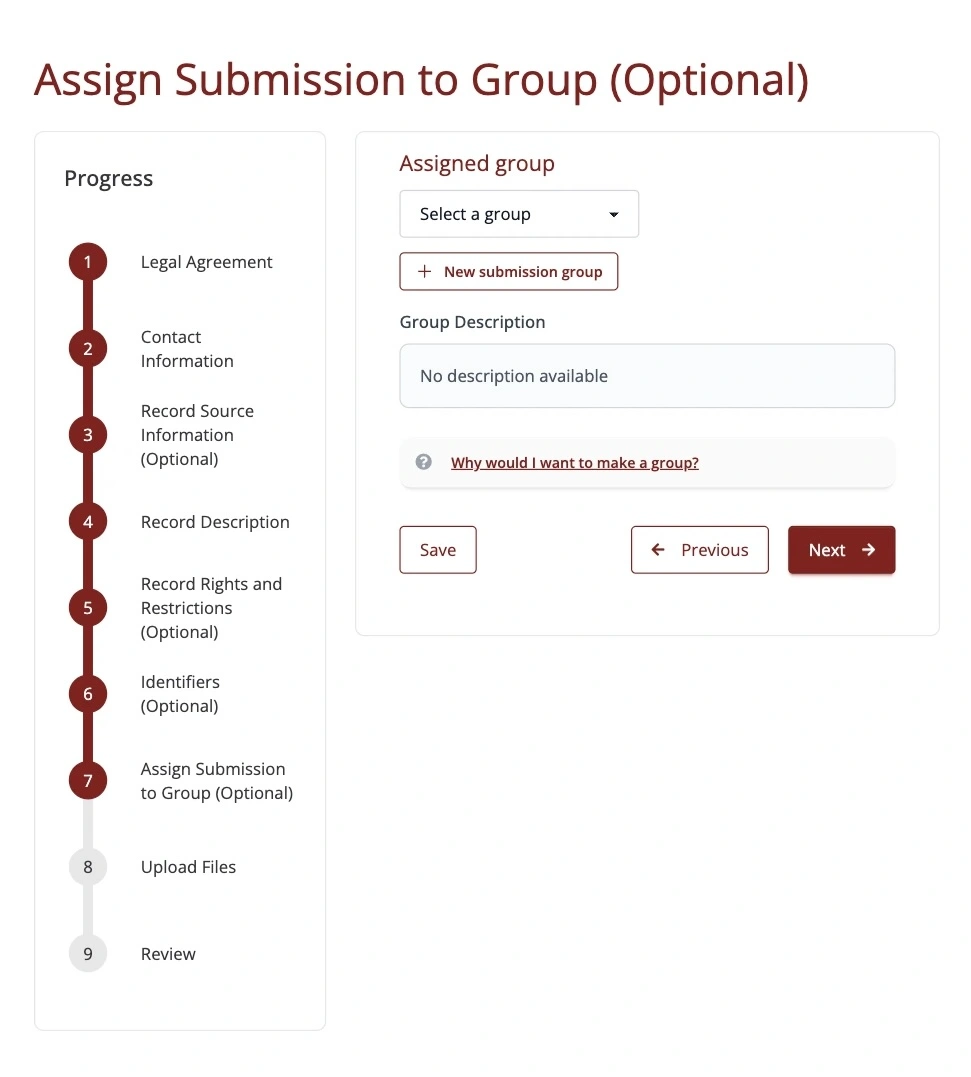 Assign Submission to Group (Optional)
Progress
1
Legal Agreement
2
Contact
Information
3
Record Source
Information
(Optional)
4
Record Description
5
Record Rights and
Restrictions
(Optional)
6
Identifiers
(Optional)
7
Assign Submission
to Group (Optional)
8
Upload Files
9
Review
Assigned group
Select a group
+ New submission group
Group Description
No description available
? Why would I want to make a group?
Save
← Previous
Next →